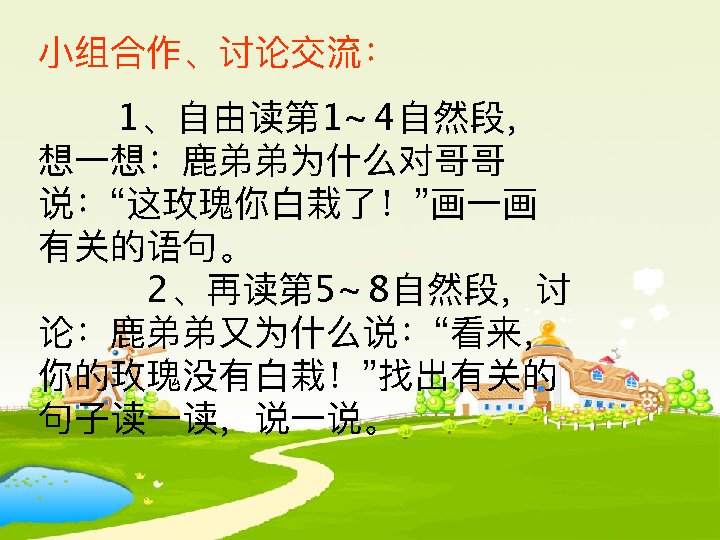 小组合作、讨论交流：
1、自由读第1~4自然段，
想一想：鹿弟弟为什么对哥哥
说：“这玫瑰你白栽了！”画一画
有关的语句。
2、再读第5~8自然段，讨
论：鹿弟弟又为什么说：“看来，
你的玫瑰没有白栽！”找出有关的
句子读一读，说一说。